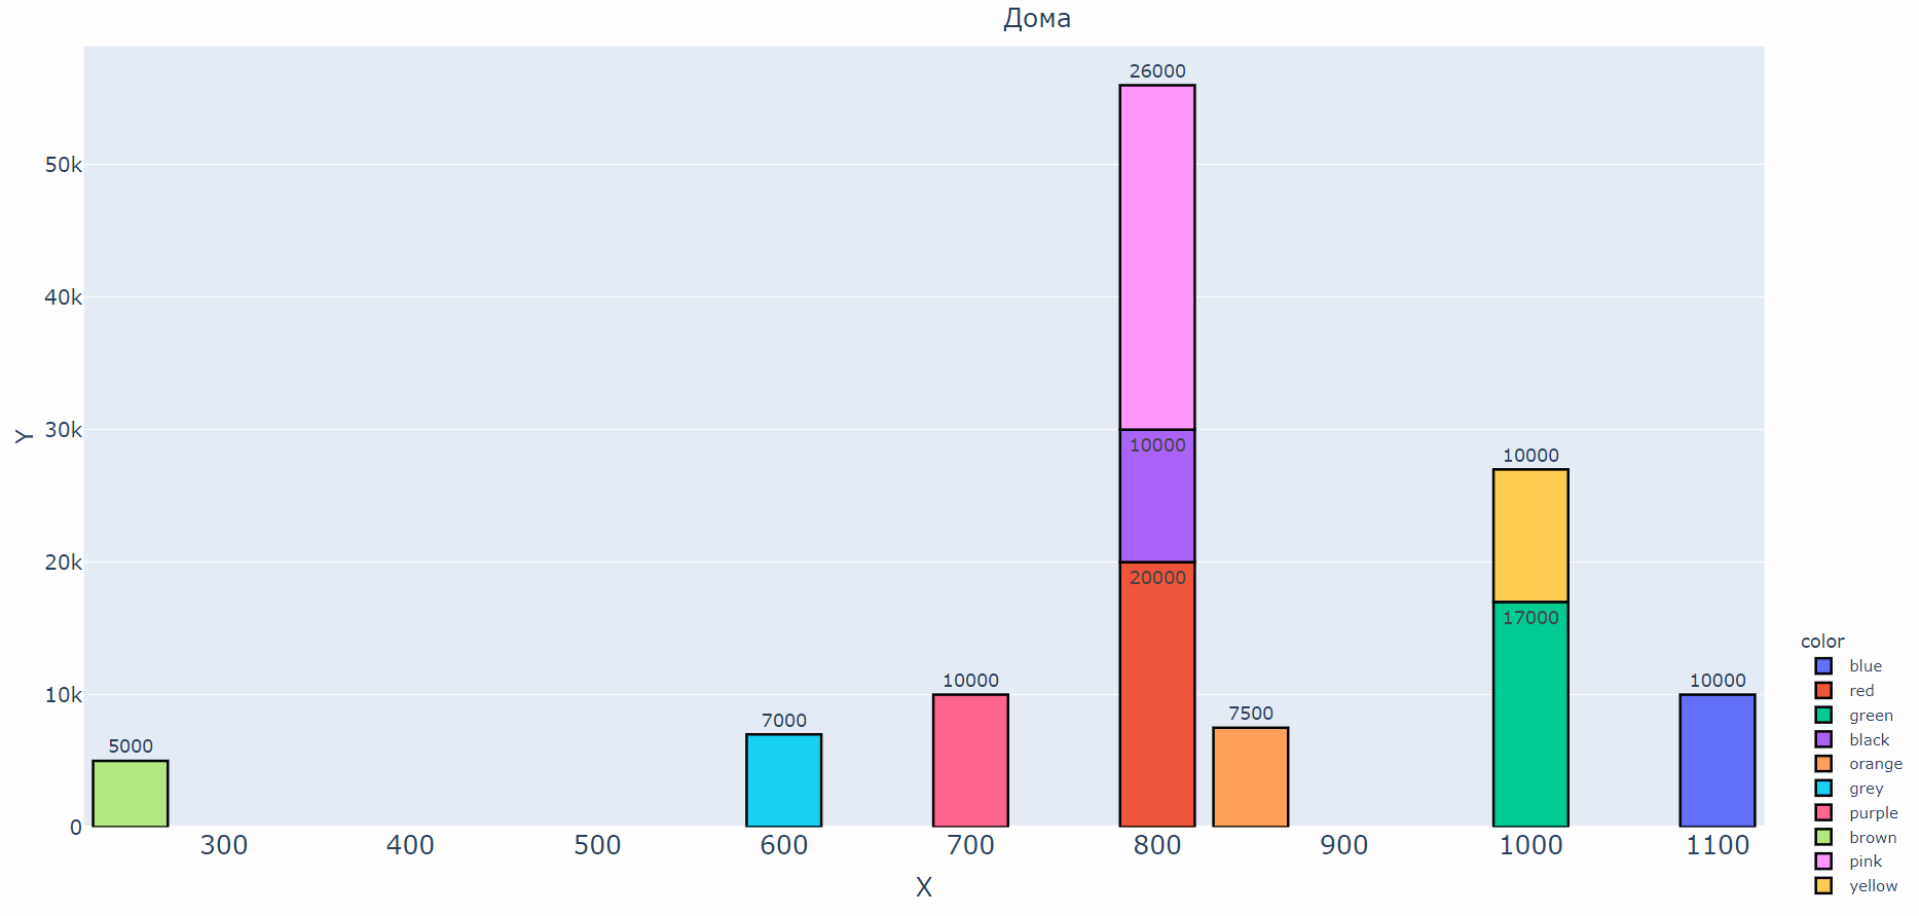 Дома
26000
50k
40k
Y
30k
10000
10000
20k
20000
17000
10k
10000
10000
7500
7000
5000
0
300 400 500 600 700 800 900 1000 1100
X
color
blue
red
green
black
orange
grey
purple
brown
pink
yellow